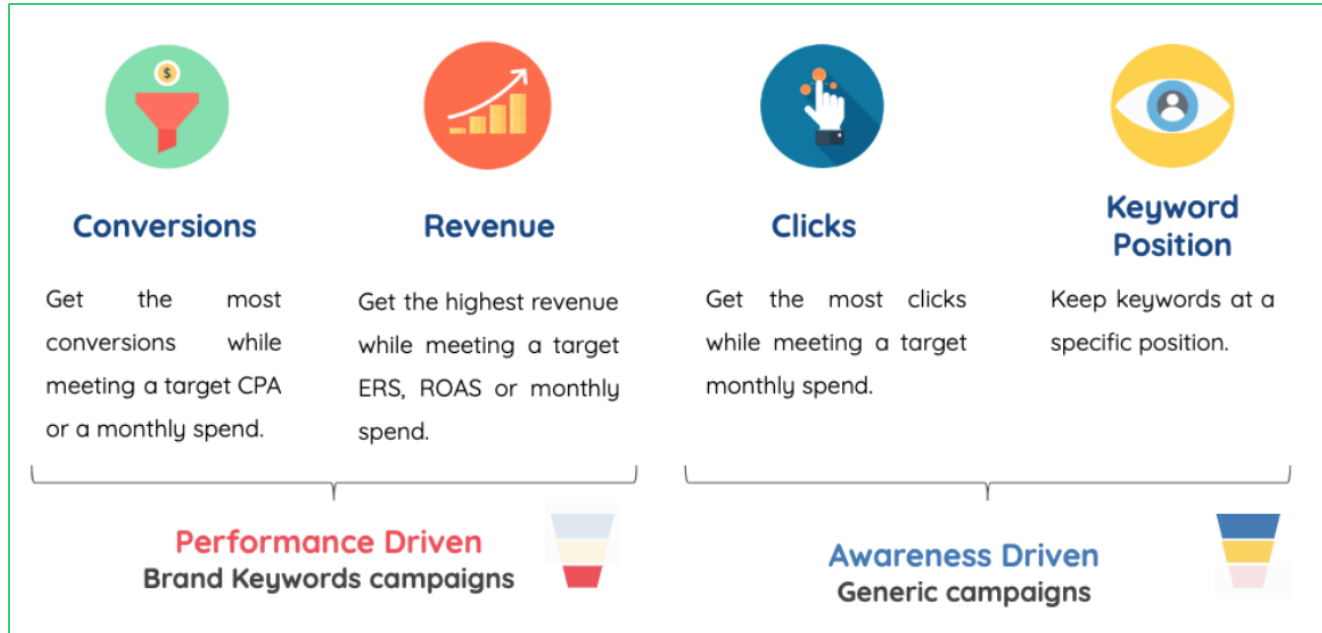 $
Conversions
Get the most
conversions while
meeting a target CPA
or a monthly spend.
Revenue
Get the highest revenue
while meeting a target
ERS, ROAS or monthly
spend.
Clicks
Get the most clicks
while meeting a target
monthly spend.
Keyword
Position
Keep keywords at a
specific position.
Performance Driven
Brand Keywords campaigns
Awareness Driven
Generic campaigns